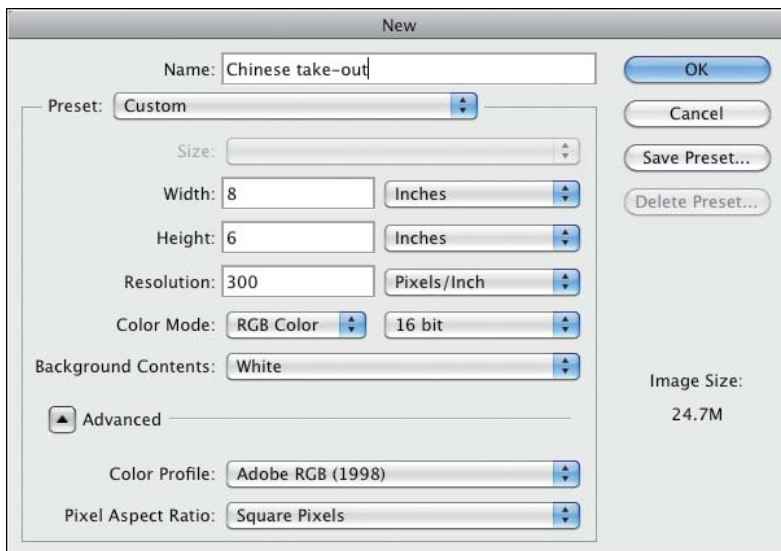 New
Name: Chinese take-out
OK
Preset: Custom
Cancel
Size:
Save Preset...
Width: 8 Inches
Delete Preset...
Height: 6 Inches
Resolution: 300 Pixels/Inch
Color Mode: RGB Color 16 bit
Background Contents: White
Image Size:
24.7M
Advanced
Color Profile: Adobe RGB (1998)
Pixel Aspect Ratio: Square Pixels